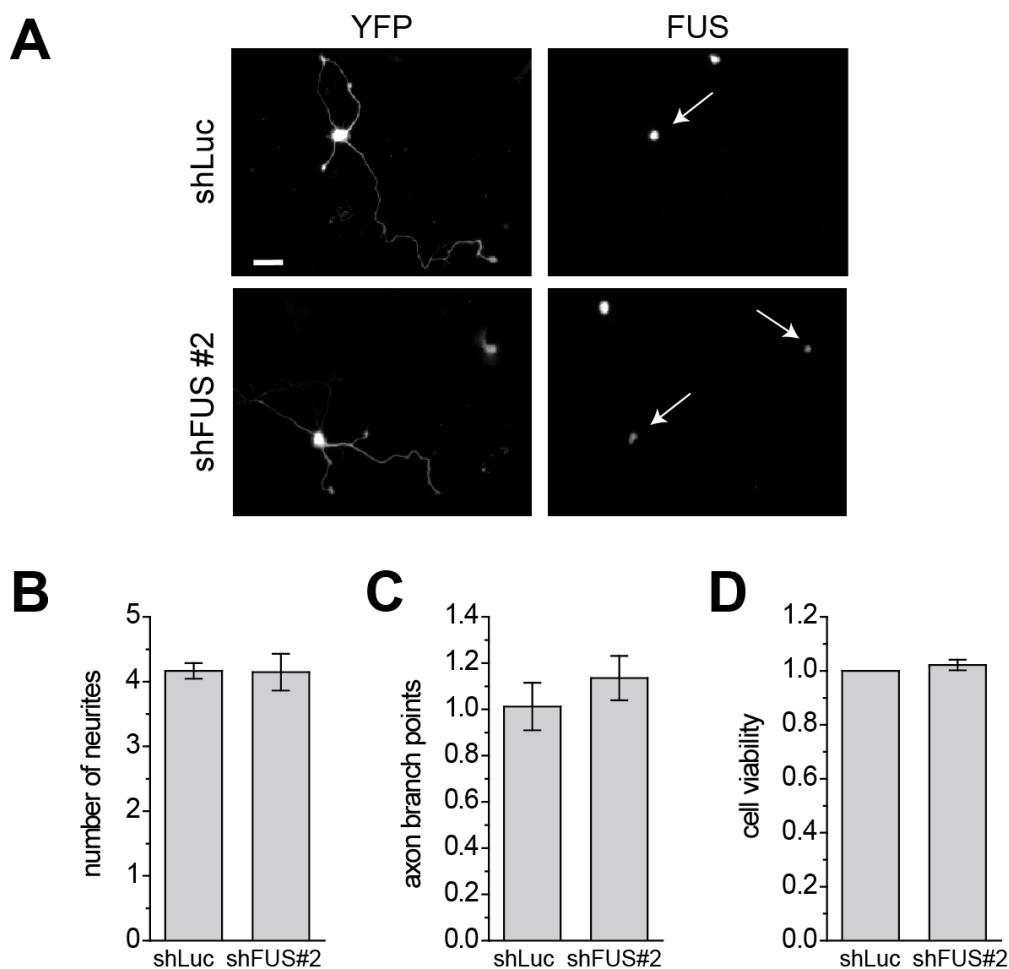 A
YFP
FUS
shLuc
shFUS #2
B
number of neurites
5
4
3
2
1
0
shLuc
shFUS#2
C
axon branch points
1.4
1.2
1.0
0.8
0.6
0.4
0.2
0.0
shLuc
shFUS#2
D
cell viability
1.2
1.0
0.8
0.6
0.4
0.2
0.0
shLuc
shFUS#2